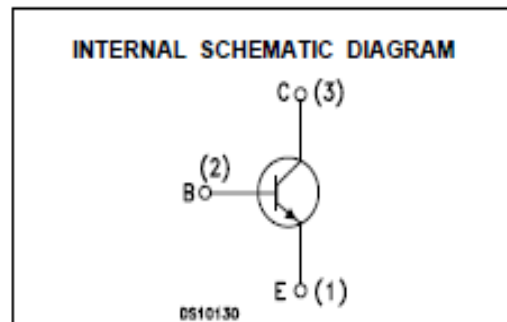 INTERNAL SCHEMATIC DIAGRAM
C (3)
(2)
B
E (1)
DS10130